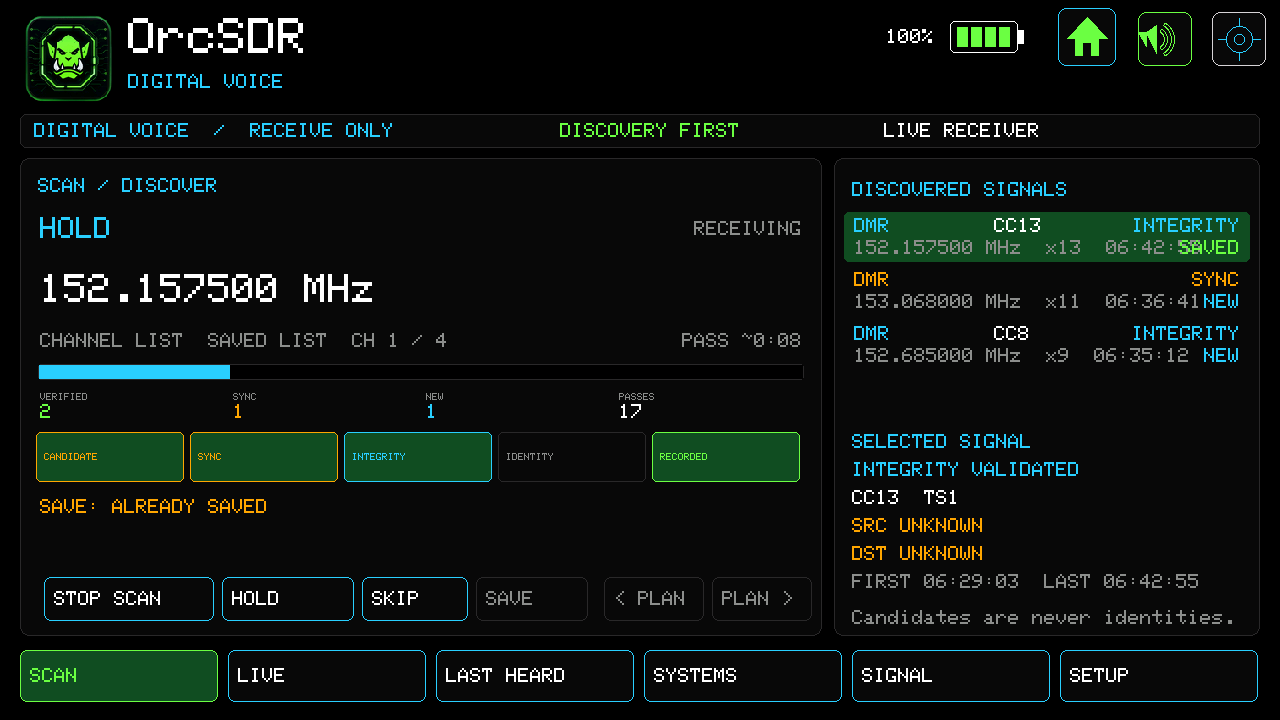 OrcSDR
DIGITAL VOICE
100%
DIGITAL VOICE / RECEIVE ONLY
DISCOVERY FIRST
LIVE RECEIVER
SCAN / DISCOVER
HOLD
RECEIVING
152.157500 MHz
CHANNEL LIST SAVED LIST CH 1 / 4
PASS ~0:08
VERIFIED
2
SYNC
1
NEW
1
PASSES
17
CANDIDATE
SYNC
INTEGRITY
IDENTITY
RECORDED
SAVE: ALREADY SAVED
STOP SCAN
HOLD
SKIP
SAVE
< PLAN
PLAN >
DISCOVERED SIGNALS
DMR CC13 INTEGRITY
152.157500 MHz x13 SAVED
DMR SYNC
153.068000 MHz x11 06:36:41 NEW
DMR CC8 INTEGRITY
152.685000 MHz x9 06:35:12 NEW
SELECTED SIGNAL
INTEGRITY VALIDATED
CC13 TS1
SRC UNKNOWN
DST UNKNOWN
FIRST 06:29:03 LAST 06:42:55
Candidates are never identities.
SCAN
LIVE
LAST HEARD
SYSTEMS
SIGNAL
SETUP